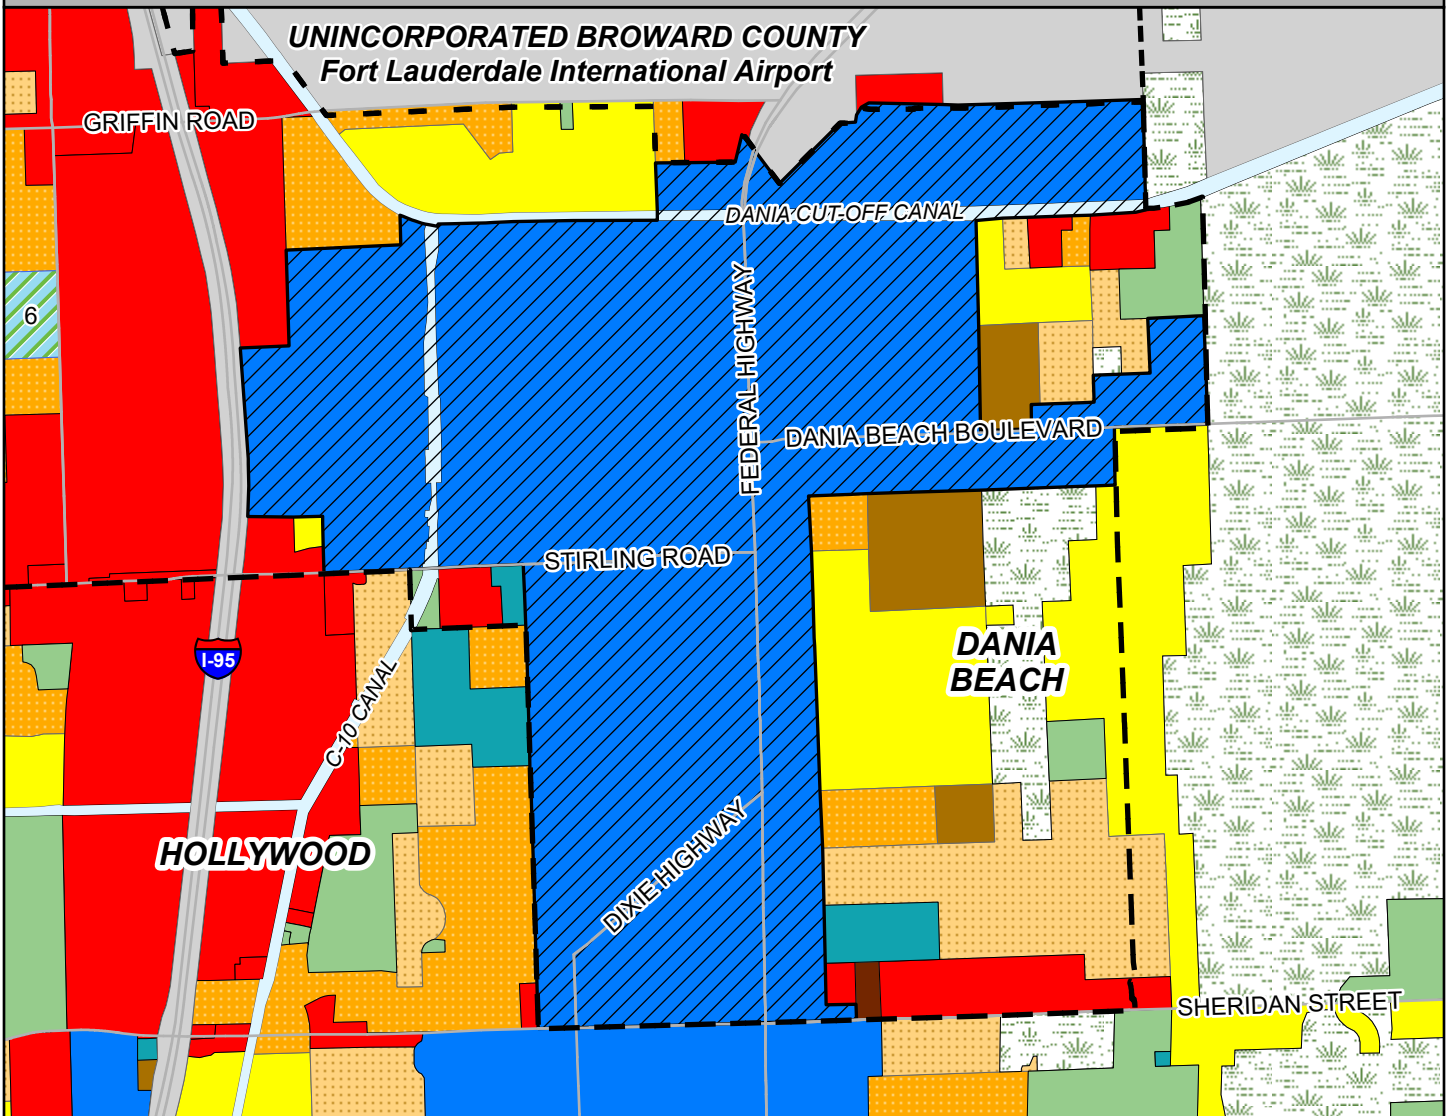 UNINCORPORATED BROWARD COUNTY
Fort Lauderdale International Airport
GRIFFIN ROAD
DANIA CUT-OFF CANAL
6
FEDERAL HIGHWAY
DANIA BEACH BOULEVARD
STIRLING ROAD
I-95
DANIA
BEACH
C-10 CANAL
DIXIE HIGHWAY
HOLLYWOOD
SHERIDAN STREET